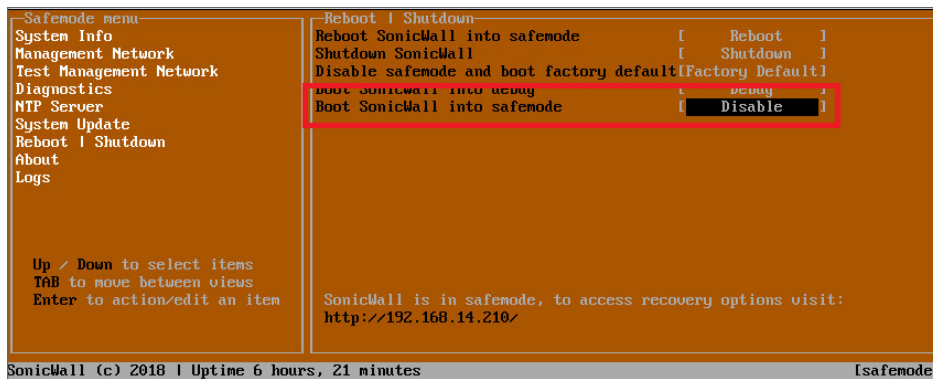 Safemode menu
System Info
Management Network
Test Management Network
Diagnostics
NTP Server
System Update
Reboot | Shutdown
About
Logs
Up / Down to select items
TAB to move between views
Enter to action/edit an item
Reboot | Shutdown
Reboot SonicWall into safemode [ Reboot ]
Shutdown SonicWall [ Shutdown ]
Disable safemode and boot factory default[Factory Default]
Boot SonicWall into debug [ Debug ]
Boot SonicWall into safemode [ Disable ]
SonicWall is in safemode, to access recovery options visit:
http://192.168.14.210/
SonicWall (c) 2018 | Uptime 6 hours, 21 minutes [safemode